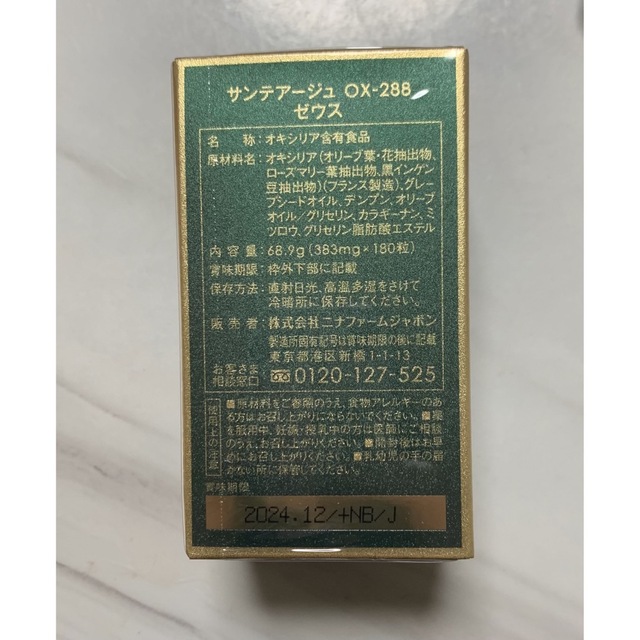 サンテアージュ OX-288
ゼウス
名 称：オキシリア含有食品
原材料名：オキシリア（オリーブ葉・花抽出物、
ローズマリー葉抽出物、黒インゲン
豆抽出物）（フランス製造）、グレー
プシードオイル、デンプン、オリーブ
オイル／グリセリン、カラギーナン、ミ
ツロウ、グリセリン脂肪酸エステル
内 容 量：68.9g（383mg×180粒）
賞味期限：枠外下部に記載
保存方法：直射日光、高温多湿をさけて
冷暗所に保存してください。
販 売 者：株式会社ニナファームジャポン
製造所固有記号は賞味期限の後に記載
東京都港区新橋1-1-13
お客さま
相談窓口 0120-127-525
使用上の注意
■原材料をご参照のうえ、食物アレルギーのあ
る方はお召し上がりにならないでください。■薬
を服用中、妊娠・授乳中の方は医師にご相談
のうえ、お召し上がりください。■開封後はお早
めにお召し上がりください。■乳幼児の手の届
かない所に保管してください。
賞味期限
2024.12/+NB/J